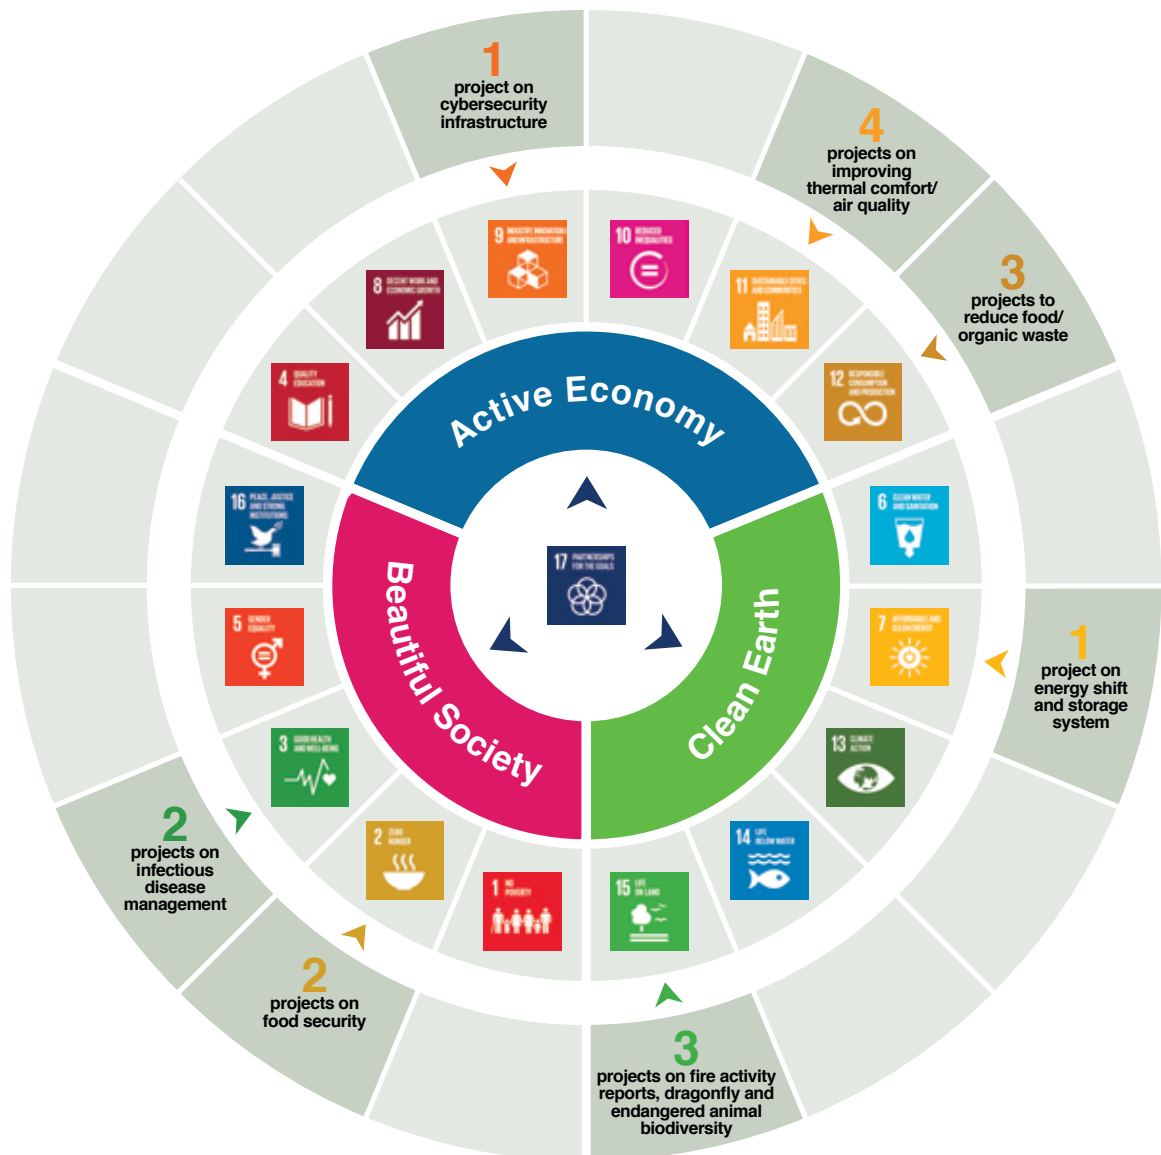 1
project on
cybersecurity
infrastructure
4
projects on
improving
thermal comfort/
air quality
3
projects to
reduce food/
organic waste
9 INDUSTRY, INNOVATION
AND INFRASTRUCTURE
10 REDUCED
INEQUALITIES
8 DECENT WORK AND
ECONOMIC GROWTH
11 SUSTAINABLE CITIES
AND COMMUNITIES
4 QUALITY
EDUCATION
12 RESPONSIBLE
CONSUMPTION
AND PRODUCTION
Active Economy
16 PEACE, JUSTICE
AND STRONG
INSTITUTIONS
6 CLEAN WATER
AND SANITATION
17 PARTNERSHIPS
FOR THE GOALS
Beautiful Society
Clean Earth
5 GENDER
EQUALITY
7 AFFORDABLE AND
CLEAN ENERGY
1
project on
energy shift
and storage
system
3 GOOD HEALTH
AND WELL-BEING
13 CLIMATE
ACTION
2
projects on
infectious
disease
management
2 ZERO
HUNGER
14 LIFE
BELOW WATER
1 NO
POVERTY
15 LIFE
ON LAND
2
projects on
food security
3
projects on fire activity
reports, dragonfly and
endangered animal
biodiversity